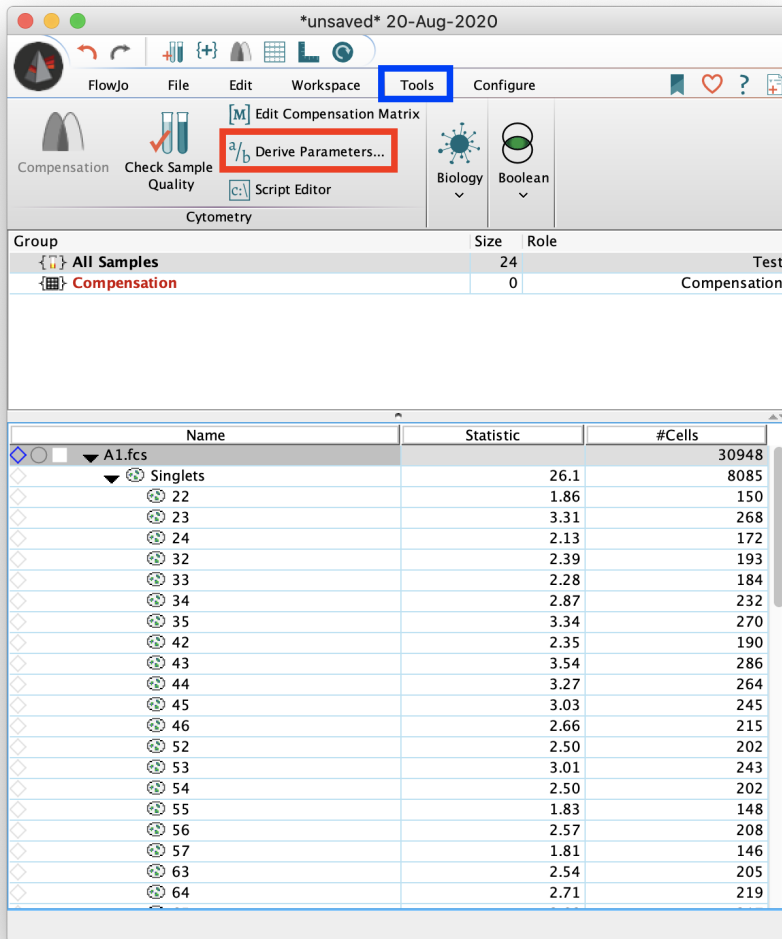 *unsaved* 20-Aug-2020
FlowJo File Edit Workspace Tools Configure ?
Compensation
Check Sample Quality
[M] Edit Compensation Matrix
a/b Derive Parameters...
c:\ Script Editor
Cytometry
Biology
Boolean
Group Size Role
All Samples 24 Test
Compensation 0 Compensation
Name Statistic #Cells
A1.fcs 30948
Singlets 26.1 8085
22 1.86 150
23 3.31 268
24 2.13 172
32 2.39 193
33 2.28 184
34 2.87 232
35 3.34 270
42 2.35 190
43 3.54 286
44 3.27 264
45 3.03 245
46 2.66 215
52 2.50 202
53 3.01 243
54 2.50 202
55 1.83 148
56 2.57 208
57 1.81 146
63 2.54 205
64 2.71 219